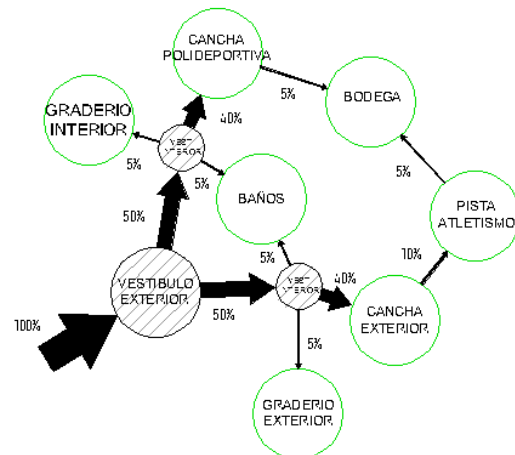 CANCHA
POLIDEPORTIVA
5%
BODEGA
GRADERIO
INTERIOR
40%
5%
5%
BAÑOS
5%
PISTA
ATLETISMO
50%
5%
VESTIBULO
EXTERIOR
50%
40%
10%
CANCHA
EXTERIOR
100%
5%
GRADERIO
EXTERIOR